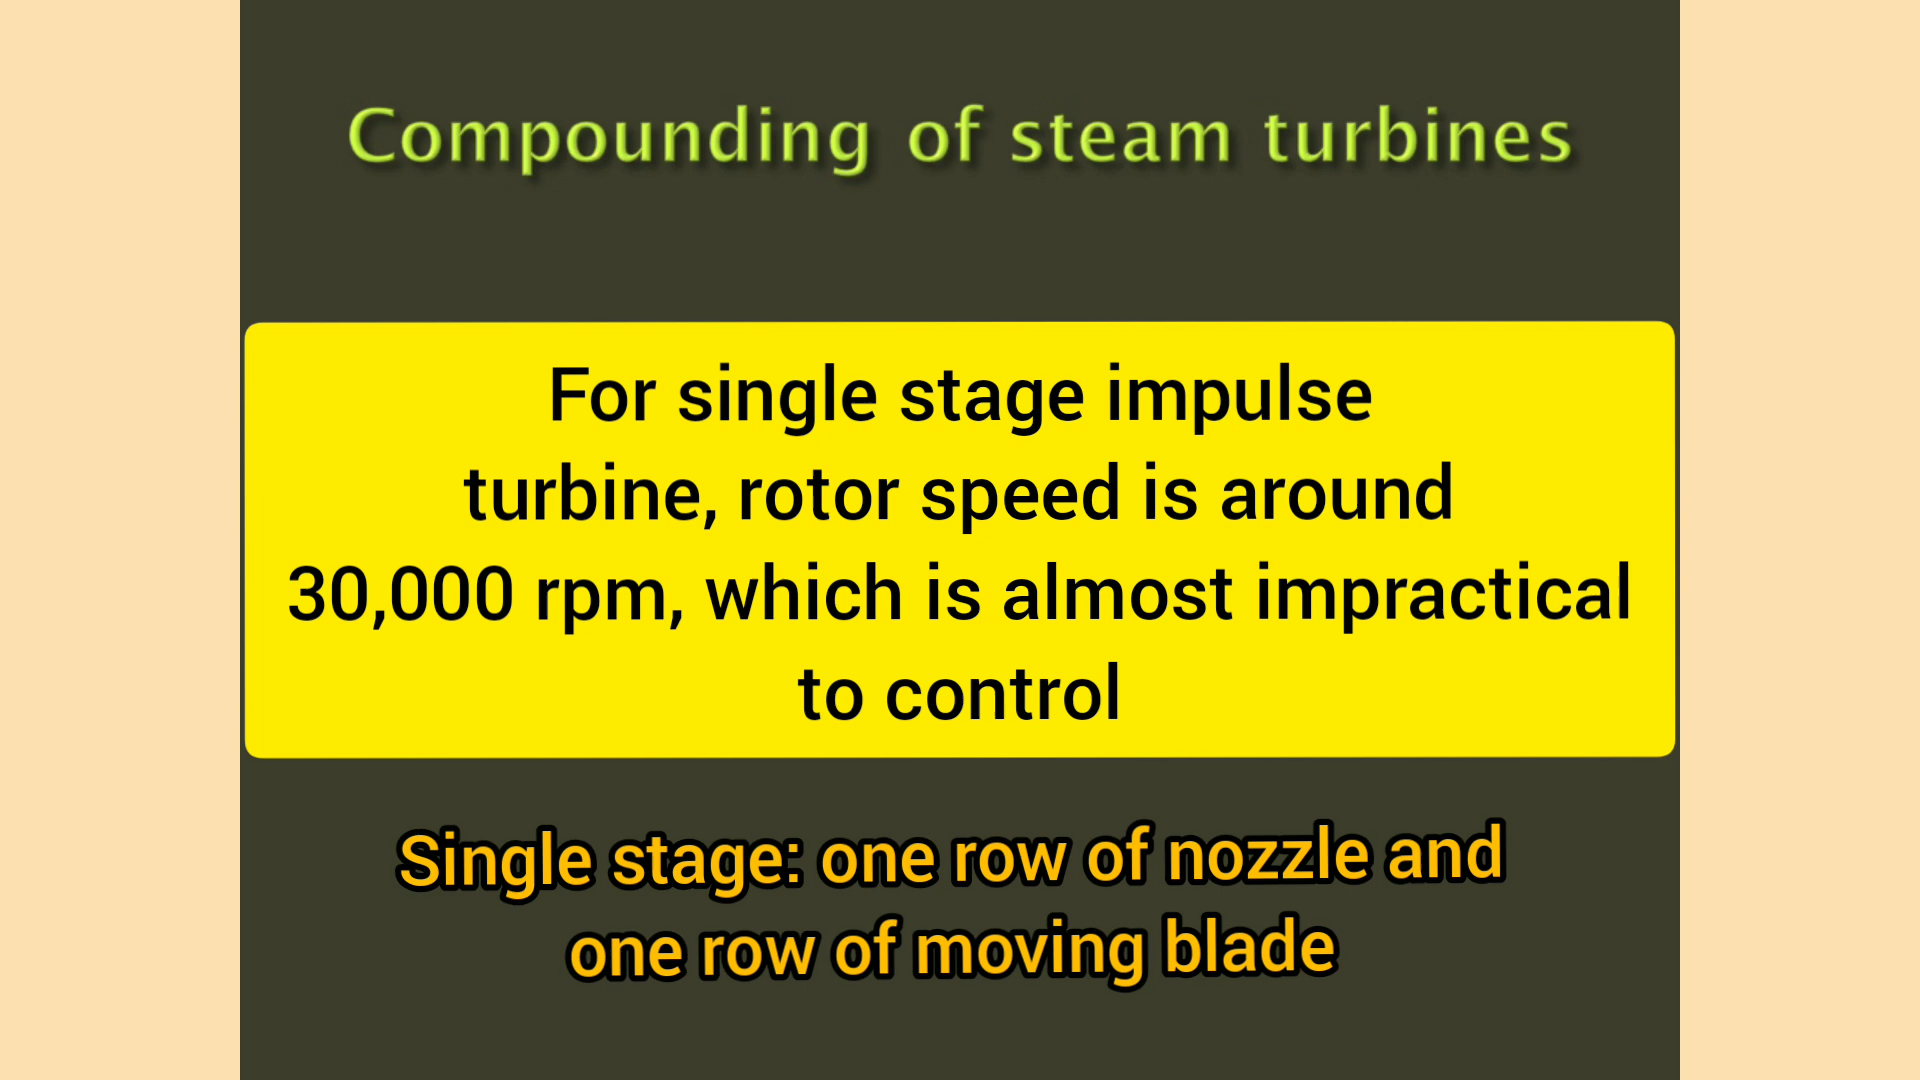 Compounding of steam turbines
For single stage impulse
turbine, rotor speed is around
30,000 rpm, which is almost impractical
to control
Single stage: one row of nozzle and
one row of moving blade